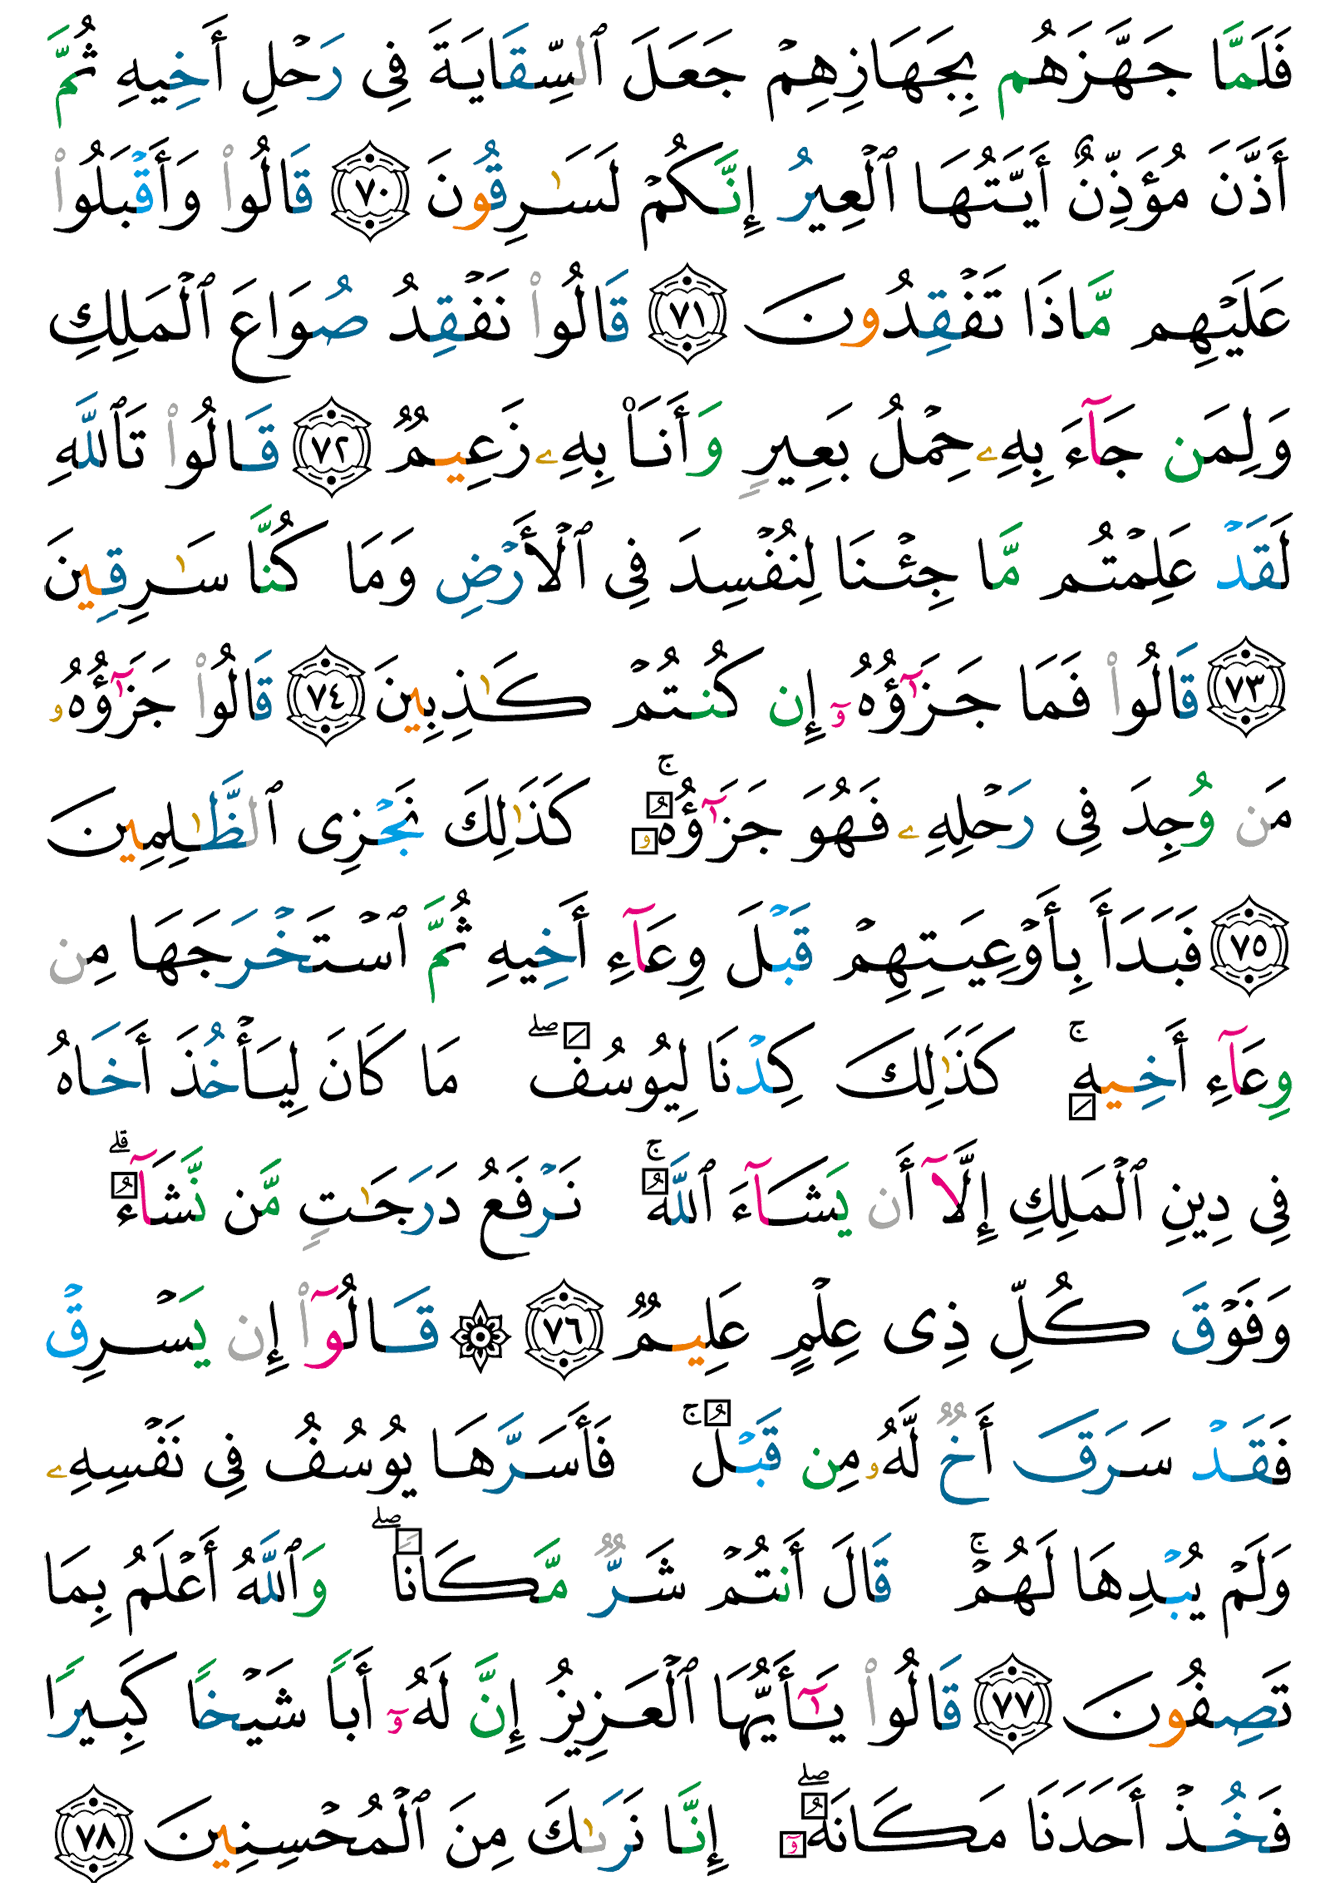 فَلَمَّا جَهَّزَهُم بِجَهَازِهِمْ جَعَلَ ٱلسِّقَايَةَ فِى رَحْلِ أَخِيهِ ثُمَّ
أَذَّنَ مُؤَذِّنٌ أَيَّتُهَا ٱلْعِيرُ إِنَّكُمْ لَسَـٰرِقُونَ ٧٠ قَالُوا۟ وَأَقْبَلُوا۟
عَلَيْهِم مَّاذَا تَفْقِدُونَ ٧١ قَالُوا۟ نَفْقِدُ صُوَاعَ ٱلْمَلِكِ
وَلِمَن جَآءَ بِهِۦ حِمْلُ بَعِيرٍ وَأَنَا۠ بِهِۦ زَعِيمٌ ٧٢ قَالُوا۟ تَٱللَّهِ
لَقَدْ عَلِمْتُم مَّا جِئْنَا لِنُفْسِدَ فِى ٱلْأَرْضِ وَمَا كُنَّا سَـٰرِقِينَ
٧٣ قَالُوا۟ فَمَا جَزَٰٓؤُهُۥٓ إِن كُنتُمْ كَـٰذِبِينَ ٧٤ قَالُوا۟ جَزَٰٓؤُهُۥ
مَن وُجِدَ فِى رَحْلِهِۦ فَهُوَ جَزَٰٓؤُهُۥ ۚ كَذَٰلِكَ نَجْزِى ٱلظَّـٰلِمِينَ
٧٥ فَبَدَأَ بِأَوْعِيَتِهِمْ قَبْلَ وِعَآءِ أَخِيهِ ثُمَّ ٱسْتَخْرَجَهَا مِن
وِعَآءِ أَخِيهِ ۚ كَذَٰلِكَ كِدْنَا لِيُوسُفَ ۖ مَا كَانَ لِيَأْخُذَ أَخَاهُ
فِى دِينِ ٱلْمَلِكِ إِلَّآ أَن يَشَآءَ ٱللَّهُ ۚ نَرْفَعُ دَرَجَـٰتٍ مَّن نَّشَآءُ ۗ
وَفَوْقَ كُلِّ ذِى عِلْمٍ عَلِيمٌ ٧٦ ۞ قَالُوٓا۟ إِن يَسْرِقْ
فَقَدْ سَرَقَ أَخٌ لَّهُۥ مِن قَبْلُ ۚ فَأَسَرَّهَا يُوسُفُ فِى نَفْسِهِۦ
وَلَمْ يُبْدِهَا لَهُمْ ۚ قَالَ أَنتُمْ شَرٌّ مَّكَانًا ۖ وَٱللَّهُ أَعْلَمُ بِمَا
تَصِفُونَ ٧٧ قَالُوا۟ يَـٰٓأَيُّهَا ٱلْعَزِيزُ إِنَّ لَهُۥٓ أَبًا شَيْخًا كَبِيرًا
فَخُذْ أَحَدَنَا مَكَانَهُۥٓ ۖ إِنَّا نَرَىٰكَ مِنَ ٱلْمُحْسِنِينَ ٧٨